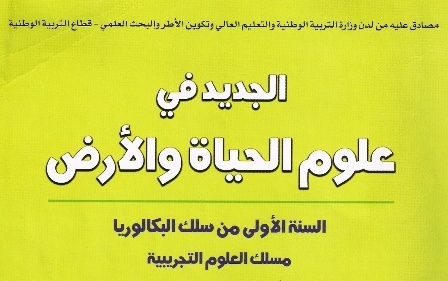 مصادق عليه من لدن وزارة التربية الوطنية والتعليم العالي وتكوين الأطر والبحث العلمي - قطاع التربية الوطنية
الجديد في
علوم الحياة والأرض
السنة الأولى من سلك البكالوريا
مسلك العلوم التجريبية